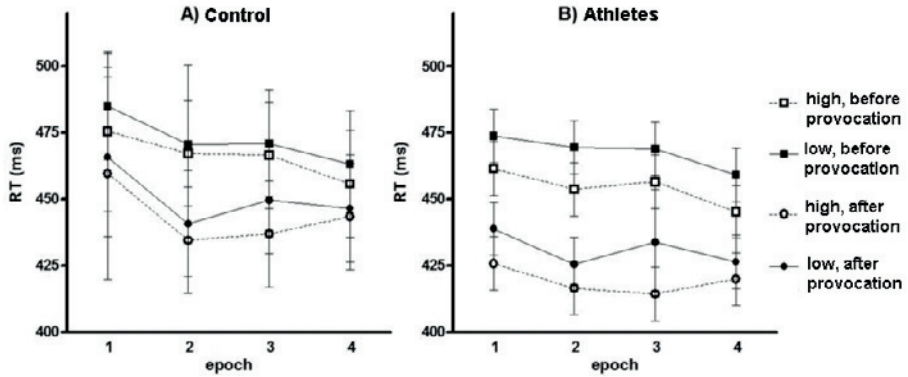 A) Control
B) Athletes
500
475
450
425
400
RT (ms)
1 2 3 4
epoch
500
475
450
425
400
RT (ms)
1 2 3 4
epoch
high, before
provocation
low, before
provocation
high, after
provocation
low, after
provocation